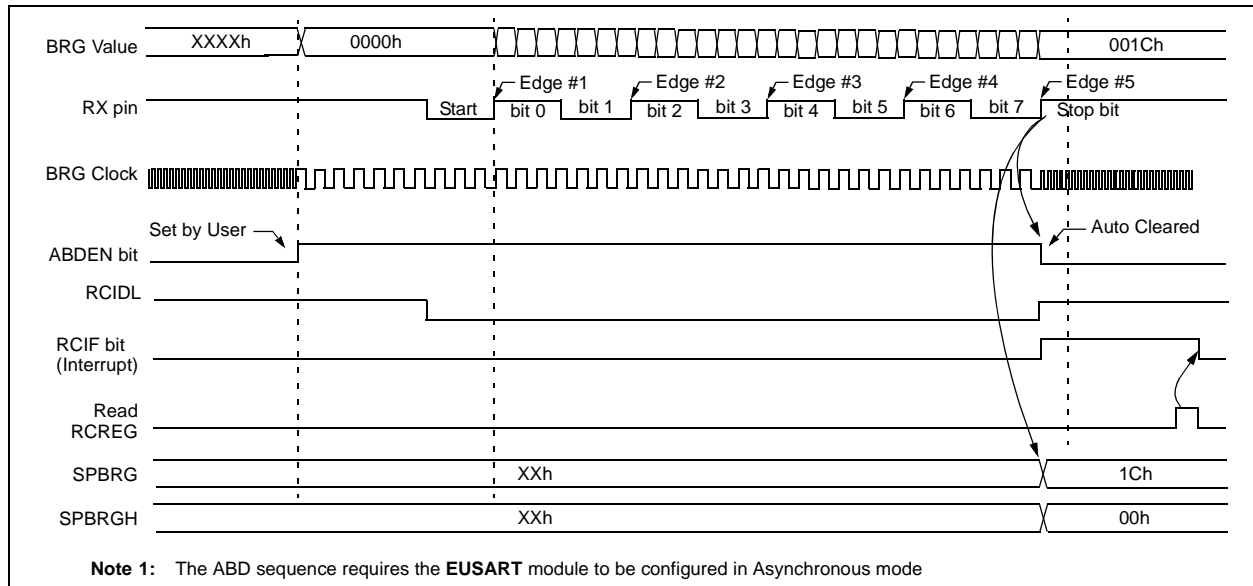 BRG Value XXXXh 0000h 001Ch
Edge #1 Edge #2 Edge #3 Edge #4 Edge #5
RX pin Start bit 0 bit 1 bit 2 bit 3 bit 4 bit 5 bit 6 bit 7 Stop bit
BRG Clock
Set by User Auto Cleared
ABDEN bit
RCIDL
RCIF bit
(Interrupt)
Read
RCREG
SPBRG XXh 1Ch
SPBRGH XXh 00h
Note 1: The ABD sequence requires the EUSART module to be configured in Asynchronous mode